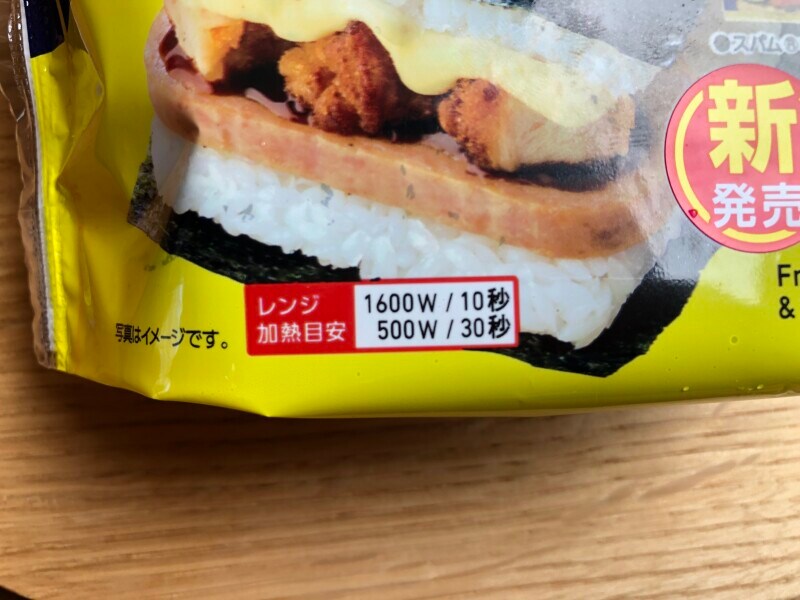 ●スパム®
新
発売
Fr
&
レンジ
加熱目安
1600W / 10秒
500W / 30秒
写真はイメージです。